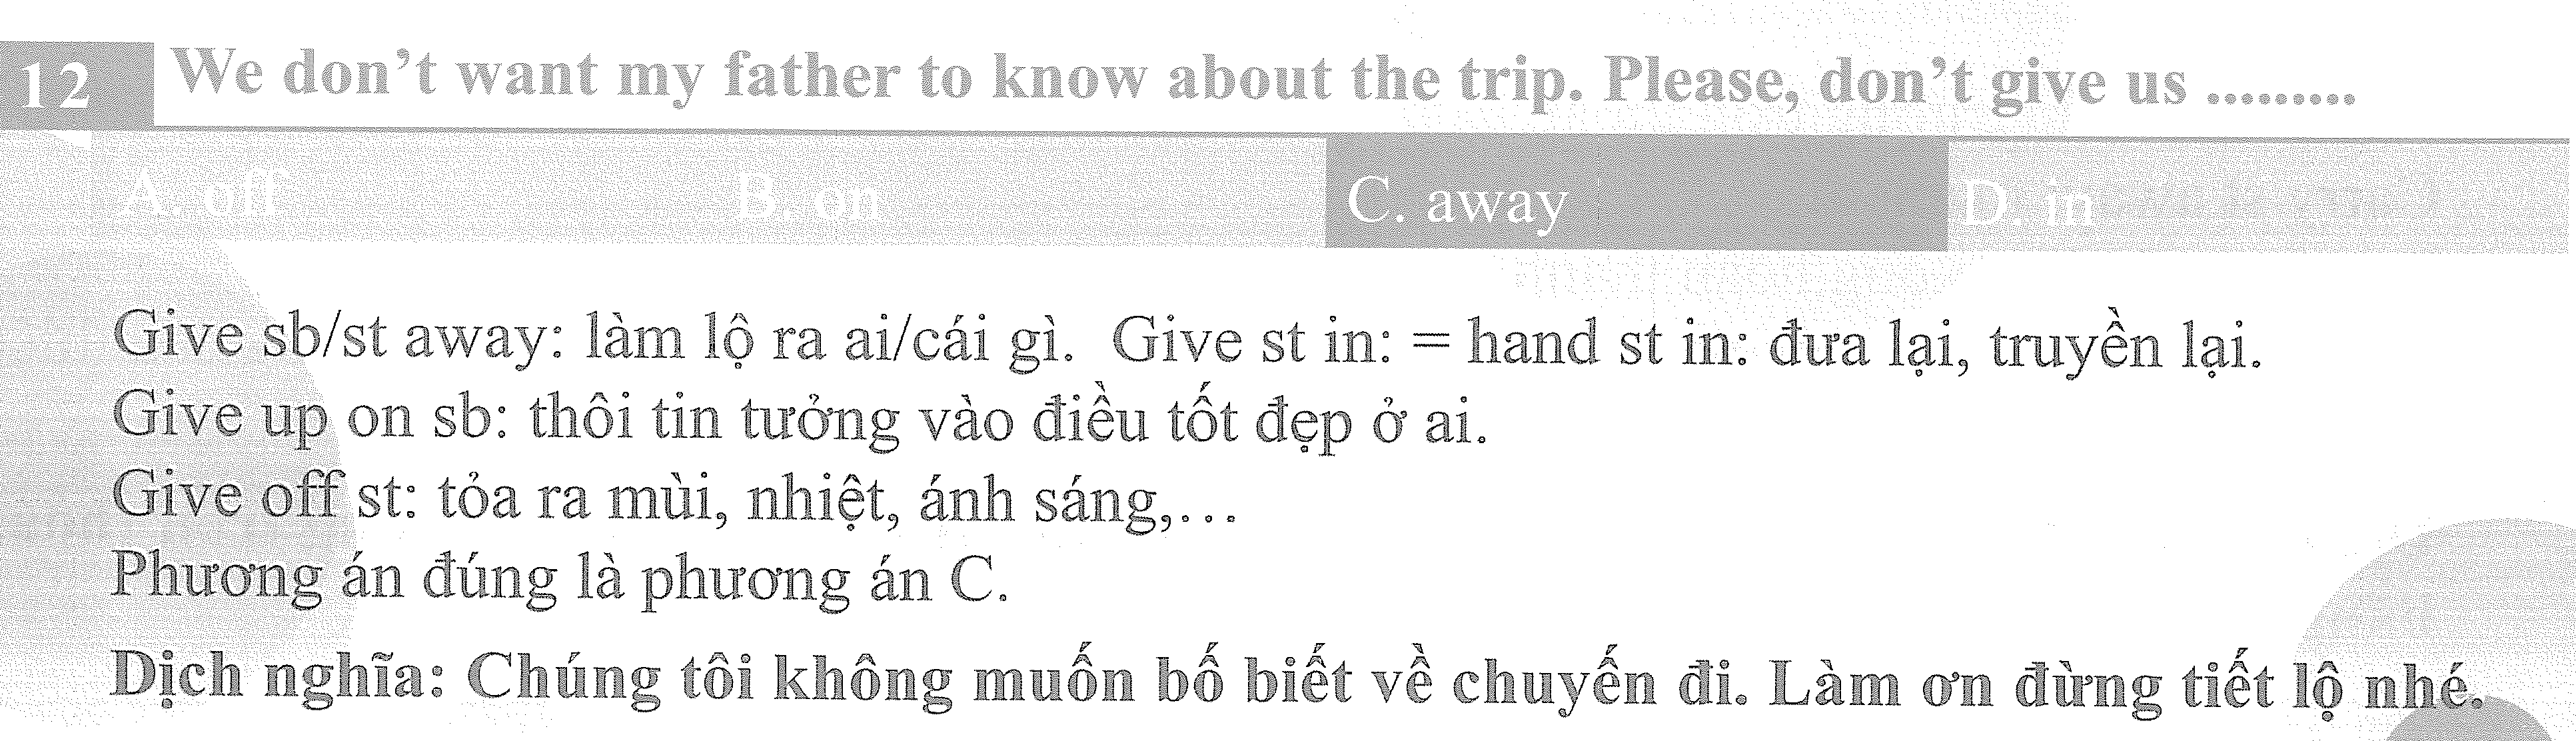 12 We don't want my father to know about the trip. Please, don't give us .........
A. off B. on C. away D. in
Give sb/st away: làm lộ ra ai/cái gì. Give st in: = hand st in: đưa lại, truyền lại.
Give up on sb: thôi tin tưởng vào điều tốt đẹp ở ai.
Give off st: tỏa ra mùi, nhiệt, ánh sáng,…
Phương án đúng là phương án C.
Dịch nghĩa: Chúng tôi không muốn bố biết về chuyến đi. Làm ơn đừng tiết lộ nhé.